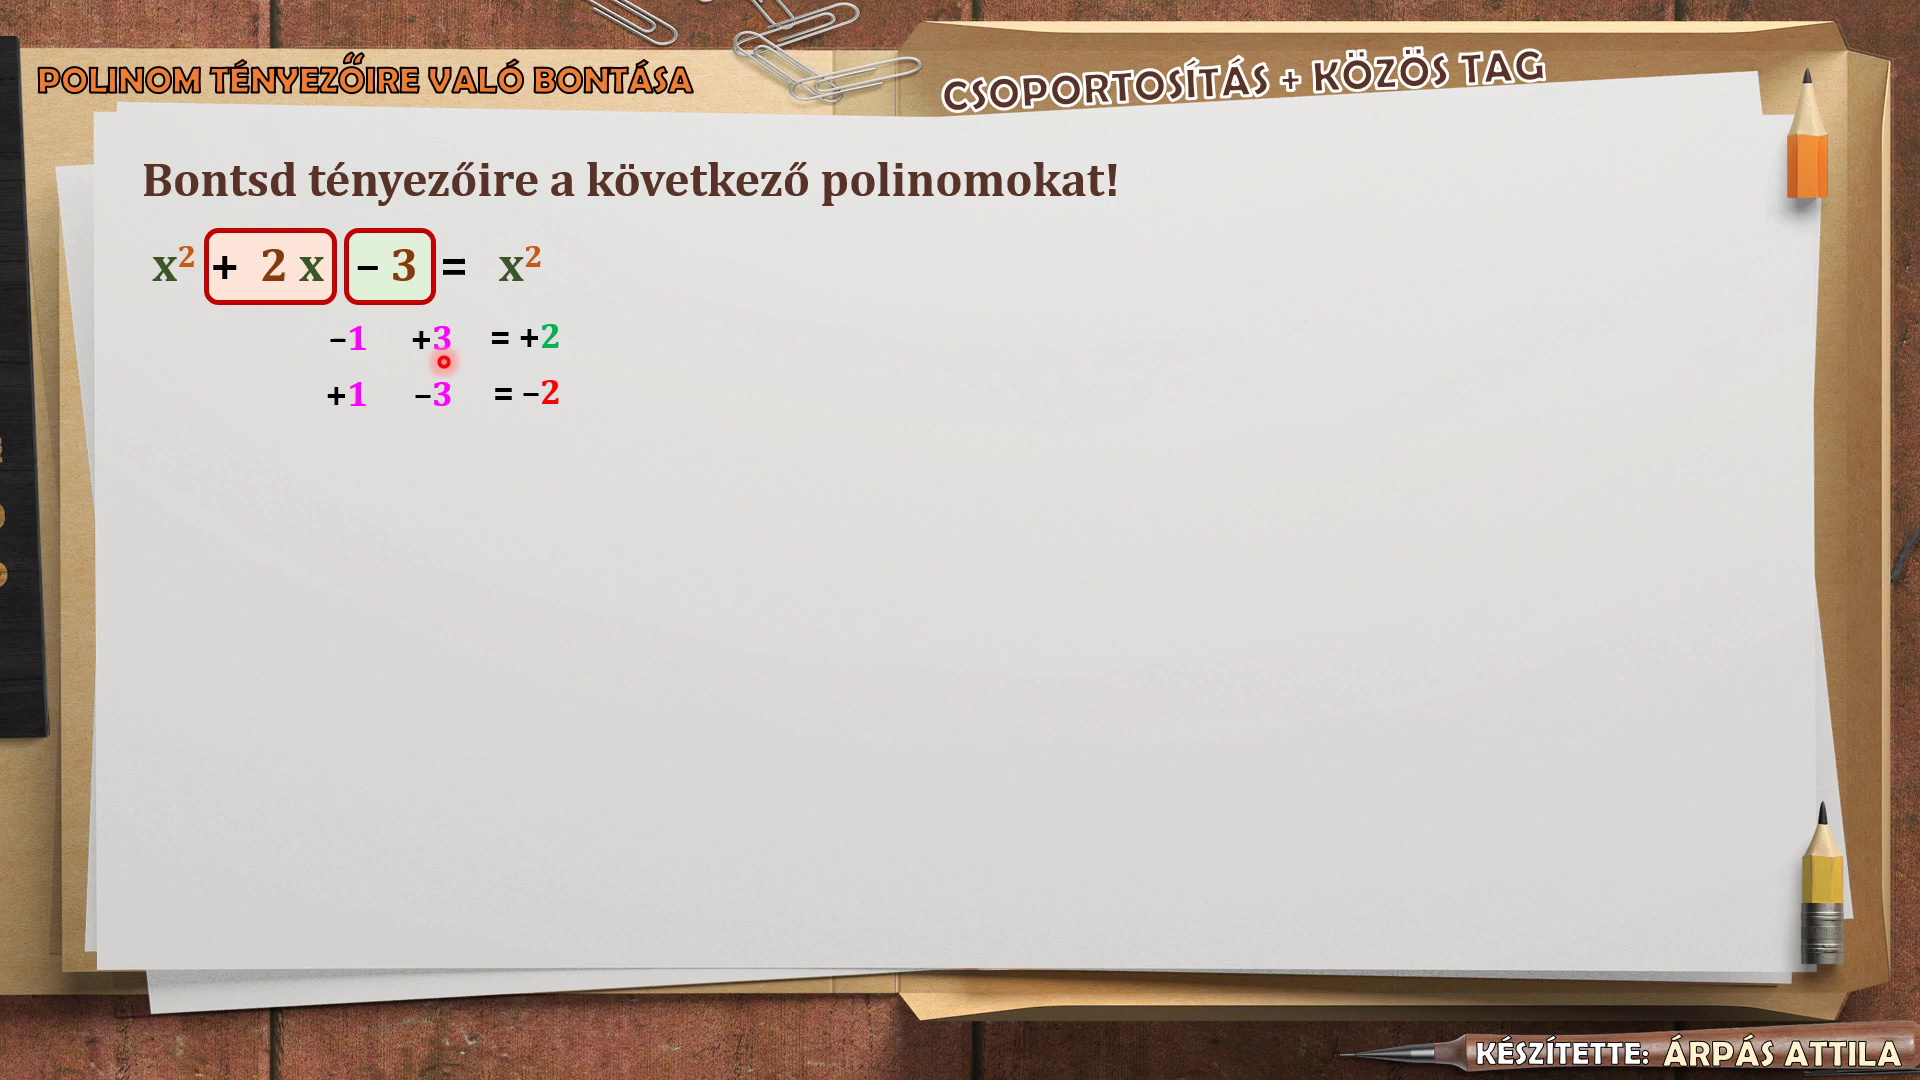 POLINOM TÉNYEZŐIRE VALÓ BONTÁSA
CSOPORTOSÍTÁS + KÖZÖS TAG
Bontsd tényezőire a következő polinomokat!
x² + 2 x – 3 = x²
–1 +3 = +2
+1 –3 = –2
KÉSZÍTETTE: ÁRPÁS ATTILA